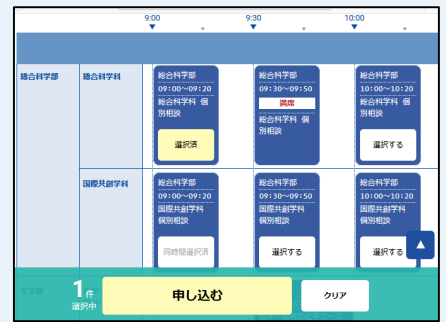 9:00 9:30 10:00
総合科学部 総合科学科
総合科学部
09:00〜09:20
総合科学科 個
別相談
選択済
総合科学部
09:30〜09:50
満席
総合科学科 個
別相談
総合科学部
10:00〜10:20
総合科学科 個
別相談
選択する
国際共創学科
総合科学部
09:00〜09:20
国際共創学科
個別相談
同時間選択済
総合科学部
09:30〜09:50
国際共創学科
個別相談
選択する
総合科学部
10:00〜10:20
国際共創学科
個別相談
選択する
1件
選択中
申し込む
クリア